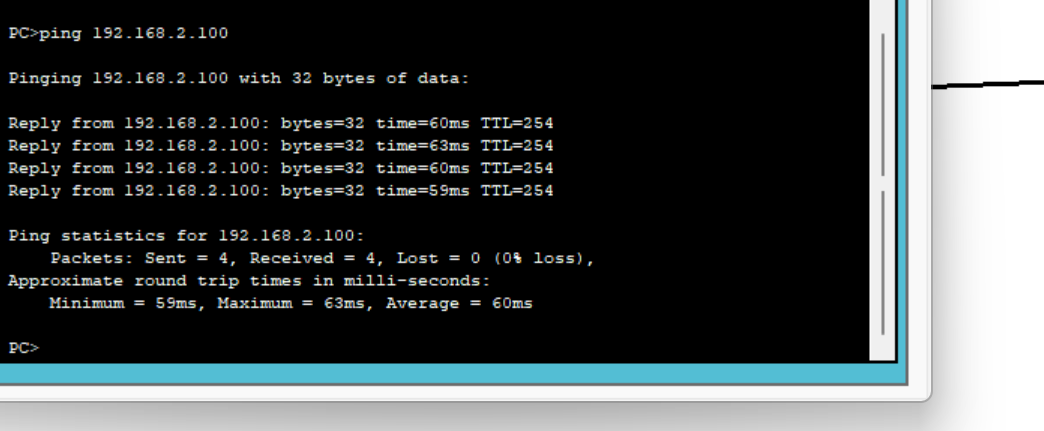 PC>ping 192.168.2.100
Pinging 192.168.2.100 with 32 bytes of data:
Reply from 192.168.2.100: bytes=32 time=60ms TTL=254
Reply from 192.168.2.100: bytes=32 time=63ms TTL=254
Reply from 192.168.2.100: bytes=32 time=60ms TTL=254
Reply from 192.168.2.100: bytes=32 time=59ms TTL=254
Ping statistics for 192.168.2.100:
Packets: Sent = 4, Received = 4, Lost = 0 (0% loss),
Approximate round trip times in milli-seconds:
Minimum = 59ms, Maximum = 63ms, Average = 60ms
PC>